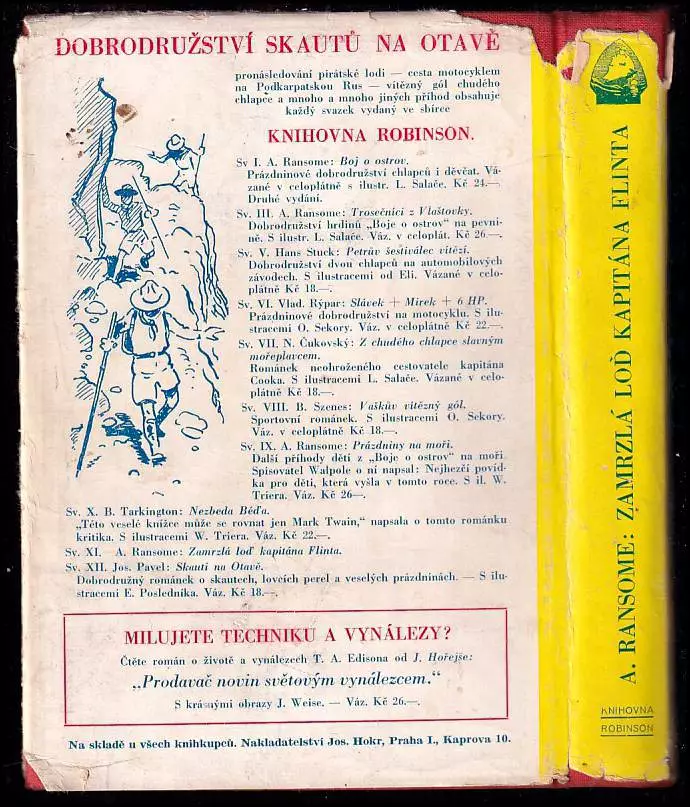 DOBRODRUŽSTVÍ SKAUTŮ NA OTAVĚ
pronásledování pirátské lodi — cesta motocyklem
na Podkarpatskou Rus — vítězný gól chudého
chlapce a mnoho a mnoho jiných příhod obsahuje
každý svazek vydaný ve sbírce
KNIHOVNA ROBINSON.
Sv I. A. Ransome: Boj o ostrov.
Prázdninové dobrodružství chlapců i děvčat. Vá-
zané v celoplátně s ilustr. L. Salače. Kč 24.—.
Druhé vydání.
Sv. III. A. Ransome: Trosečníci z Vlaštovky.
Dobrodružství hrdinů „Boje o ostrov" na pevni-
ně. S ilustr. L. Salače. Váz. v celoplát. Kč 26.—.
Sv. V. Hans Stuck: Petrův šestiválec vítězí.
Dobrodružství dvou chlapců na automobilových
závodech. S ilustracemi od Eli. Vázané v celo-
plátně Kč 18.—.
Sv. VI. Vlad. Rýpar: Slávek + Mirek + 6 HP.
Prázdninové dobrodružství na motocyklu. S ilu-
stracemi O. Sekory. Váz. v celoplátně Kč 22.—.
Sv. VII. N. Čukovský: Z chudého chlapce slavným
mořeplavcem.
Románek neohroženého cestovatele kapitána
Cooka. S ilustracemi L. Salače. Vázané v celo-
plátně Kč 18.—.
Sv. VIII. B. Szenes: Vaškův vítězný gól.
Sportovní románek. S ilustracemi O. Sekory.
Váz. v celoplátně Kč 18.—.
Sv. IX. A. Ransome: Prázdniny na moři.
Další příhody dětí z „Boje o ostrov" na moři.
Spisovatel Walpole o ní napsal: Nejhezčí povíd-
ka pro děti, která vyšla v tomto roce. S il. W.
Triera. Váz. Kč 26—.
Sv. X. B. Tarkington: Nezbeda Béďa.
„Této veselé knížce může se rovnat jen Mark Twain," napsala o tomto románku
kritika. S ilustracemi W. Triera. Váz. Kč 22.—.
Sv. XI. — A. Ransome: Zamrzlá loď kapitána Flinta.
Sv. XII. Jos. Pavel: Skauti na Otavě.
Dobrodružný románek o skautech, lovcích perel a veselých prázdninách. — S ilu-
stracemi E. Posledníka. Váz. Kč 18.—.
MILUJETE TECHNIKU A VYNÁLEZY?
Čtěte román o životě a vynálezech T. A. Edisona od J. Hořejše:
„Prodavač novin světovým vynálezcem."
S krásnými obrazy J. Weise. — Váz. Kč 26.—.
Na skladě u všech knihkupců. Nakladatelství Jos. Hokr, Praha I., Kaprova 10.
A. RANSOME: ZAMRZLÁ LOĎ KAPITÁNA FLINTA
KNIHOVNA
ROBINSON